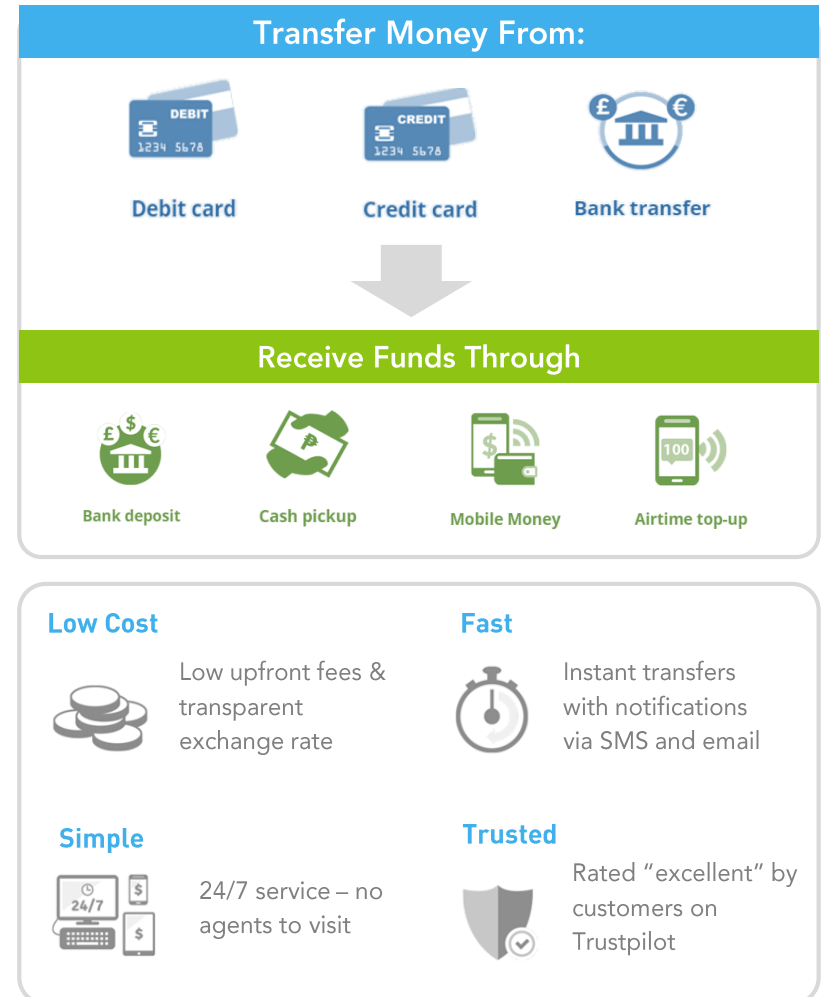 Transfer Money From:
DEBIT
1234 5678
CREDIT
1234 5678
£ €
Debit card
Credit card
Bank transfer
Receive Funds Through
£ $ €
₱
$
100
Bank deposit
Cash pickup
Mobile Money
Airtime top-up
Low Cost
Low upfront fees &
transparent
exchange rate
Fast
Instant transfers
with notifications
via SMS and email
Simple
24/7
$
$
24/7 service – no
agents to visit
Trusted
Rated “excellent” by
customers on
Trustpilot